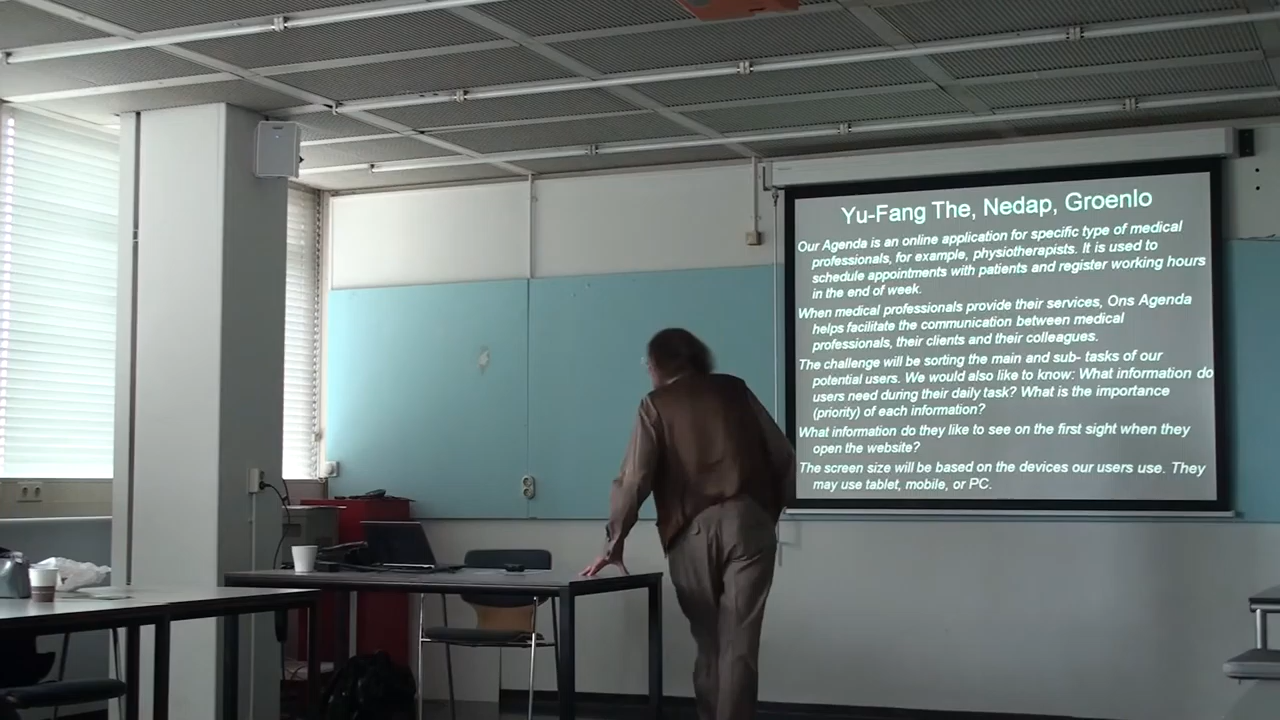 Yu-Fang The, Nedap, Groenlo
Our Agenda is an online application for specific type of medical
professionals, for example, physiotherapists. It is used to
schedule appointments with patients and register working hours
in the end of week.
When medical professionals provide their services, Ons Agenda
helps facilitate the communication between medical
professionals, their clients and their colleagues.
The challenge will be sorting the main and sub- tasks of our
potential users. We would also like to know: What information do
users need during their daily task? What is the importance
(priority) of each information?
What information do they like to see on the first sight when they
open the website?
The screen size will be based on the devices our users use. They
may use tablet, mobile, or PC.